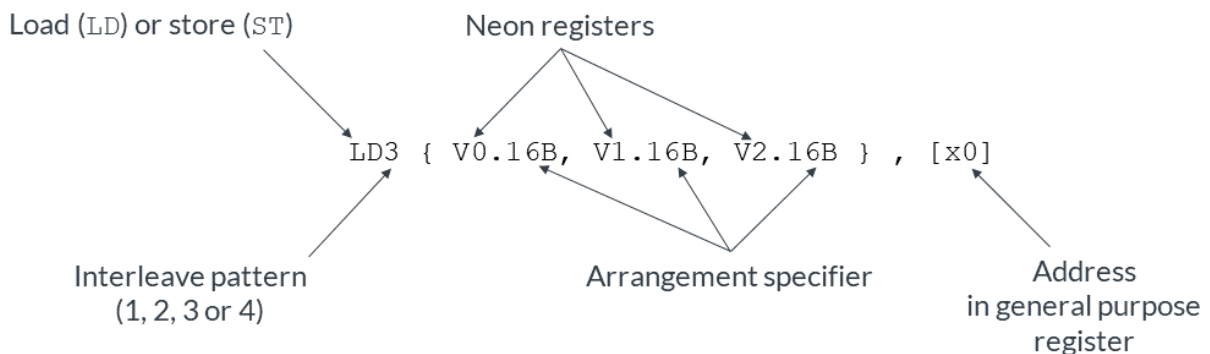 Load (LD) or store (ST)
Neon registers
LD3 { V0.16B, V1.16B, V2.16B } , [x0]
Interleave pattern
(1, 2, 3 or 4)
Arrangement specifier
Address
in general purpose
register